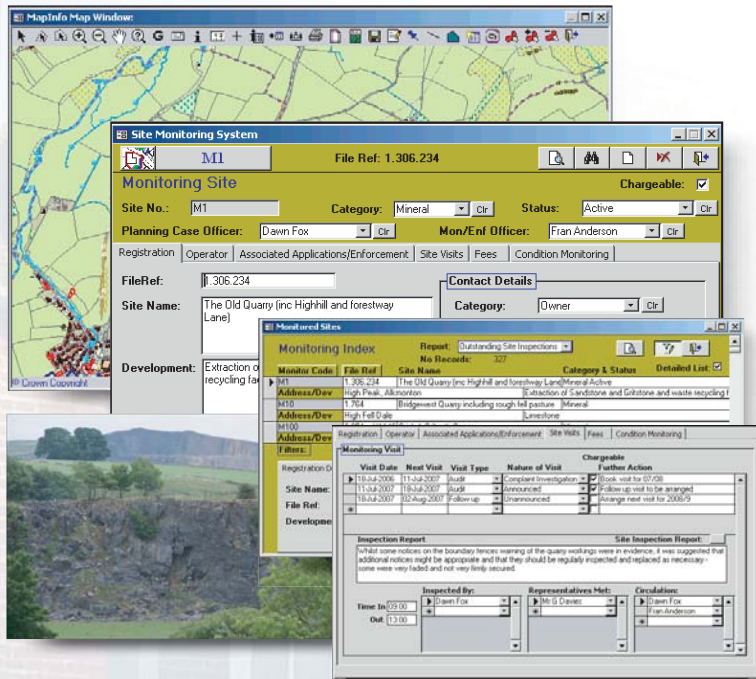 MapInfo Map Window:
© Crown Copyright
Site Monitoring System
M1 File Ref: 1.306.234
Monitoring Site Chargeable:
Site No.: M1 Category: Mineral Clr Status: Active Clr
Planning Case Officer: Dawn Fox Clr Mon/Enf Officer: Fran Anderson Clr
Registration Operator Associated Applications/Enforcement Site Visits Fees Condition Monitoring
FileRef: 1.306.234
Contact Details
Site Name: The Old Quarry (inc Highhill and forestway
Lane)
Category: Owner Clr
Development: Extraction o
recycling fac
Monitored Sites
Monitoring Index Report: Outstanding Site Inspections
No Records: 327
Monitor Code File Ref Site Name Category & Status Detailed List:
M1 1.306.234 The Old Quarry (inc Highhill and forestway Lane Mineral Active
Address/Dev High Peak, Alkmonton Extraction of Sandstone and Gritstone and waste recycling f
M10 1.764 Bridgewest Quarry including rough fell pasture Mineral
Address/Dev High Fell Dale Limestone
M100
Address/Dev
Filters:
Registration D
Site Name:
File Ref:
Developme
Registration Operator Associated Applications/Enforcement Site Visits Fees Condition Monitoring
Monitoring Visit
Chargeable
Visit Date Next Visit Visit Type Nature of Visit Further Action
18-Jul-2006 11-Jul-2007 Audit Complaint Investigation Book visit for 07/08
11-Jul-2007 18-Jul-2007 Audit Announced Follow up visit to be arranged
18-Jul-2007 02-Aug-2007 Follow up Unannounced Arrange next visit for 2008/9
Inspection Report Site Inspection Report:
Whilst some notices on the boundary fences warning of the quary workings were in evidence, it was suggested that
additional notices might be appropriate and that they should be regularly inspected and replaced as necessary -
some were very faded and not very firmly secured.
Inspected By: Representatives Met: Circulation:
Time In 09:00 Dawn Fox Mr G Davies Dawn Fox
Out: 13:00 Fran Anderson